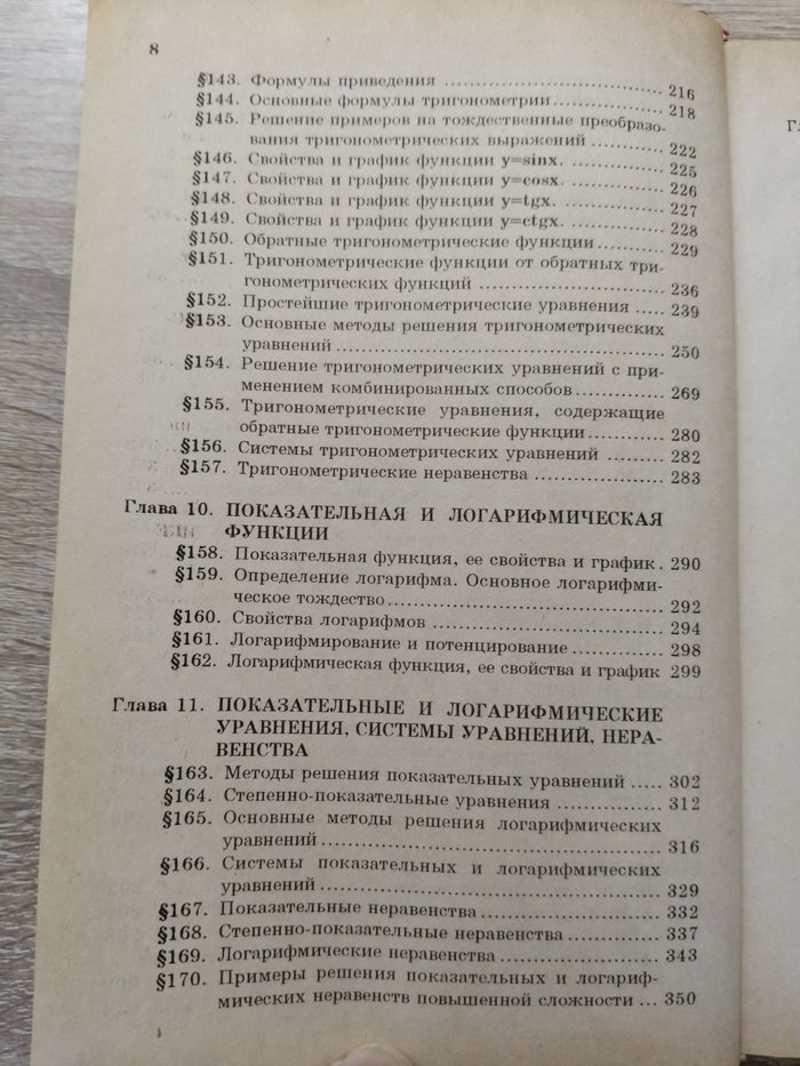 8
§143. Формулы приведения ........ 216
§144. Основные формулы тригонометрии ........ 218
§145. Решение примеров на тождественные преобразо-
вания тригонометрических выражений ........ 222
§146. Свойства и график функции y=sinx. ........ 225
§147. Свойства и график функции y=cosx. ........ 226
§148. Свойства и график функции y=tgx. ........ 227
§149. Свойства и график функции y=ctgx. ........ 228
§150. Обратные тригонометрические функции ........ 229
§151. Тригонометрические функции от обратных три-
гонометрических функций ........ 236
§152. Простейшие тригонометрические уравнения ..... 239
§153. Основные методы решения тригонометрических
уравнений ........ 250
§154. Решение тригонометрических уравнений с при-
менением комбинированных способов ........ 269
§155. Тригонометрические уравнения, содержащие
обратные тригонометрические функции ........ 280
§156. Системы тригонометрических уравнений ........ 282
§157. Тригонометрические неравенства ........ 283
Глава 10. ПОКАЗАТЕЛЬНАЯ И ЛОГАРИФМИЧЕСКАЯ
ФУНКЦИИ
§158. Показательная функция, ее свойства и график. 290
§159. Определение логарифма. Основное логарифми-
ческое тождество ........ 292
§160. Свойства логарифмов ........ 294
§161. Логарифмирование и потенцирование ........ 298
§162. Логарифмическая функция, ее свойства и график 299
Глава 11. ПОКАЗАТЕЛЬНЫЕ И ЛОГАРИФМИЧЕСКИЕ
УРАВНЕНИЯ, СИСТЕМЫ УРАВНЕНИЙ, НЕРА-
ВЕНСТВА
§163. Методы решения показательных уравнений ..... 302
§164. Степенно-показательные уравнения ........ 312
§165. Основные методы решения логарифмических
уравнений ........ 316
§166. Системы показательных и логарифмических
уравнений ........ 329
§167. Показательные неравенства ........ 332
§168. Степенно-показательные неравенства ........ 337
§169. Логарифмические неравенства ........ 343
§170. Примеры решения показательных и логариф-
мических неравенств повышенной сложности ... 350